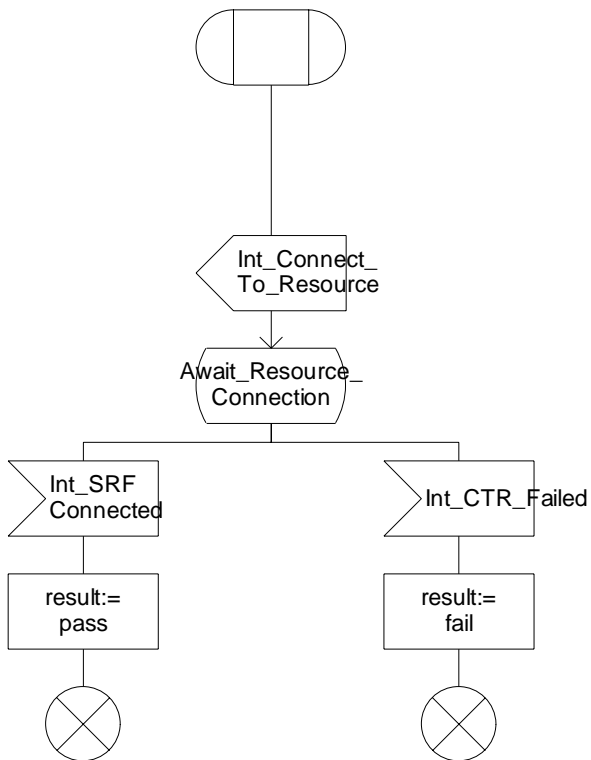 Int_Connect_
To_Resource
Await_Resource_
Connection
Int_SRF
Connected
Int_CTR_Failed
result:=
pass
result:=
fail